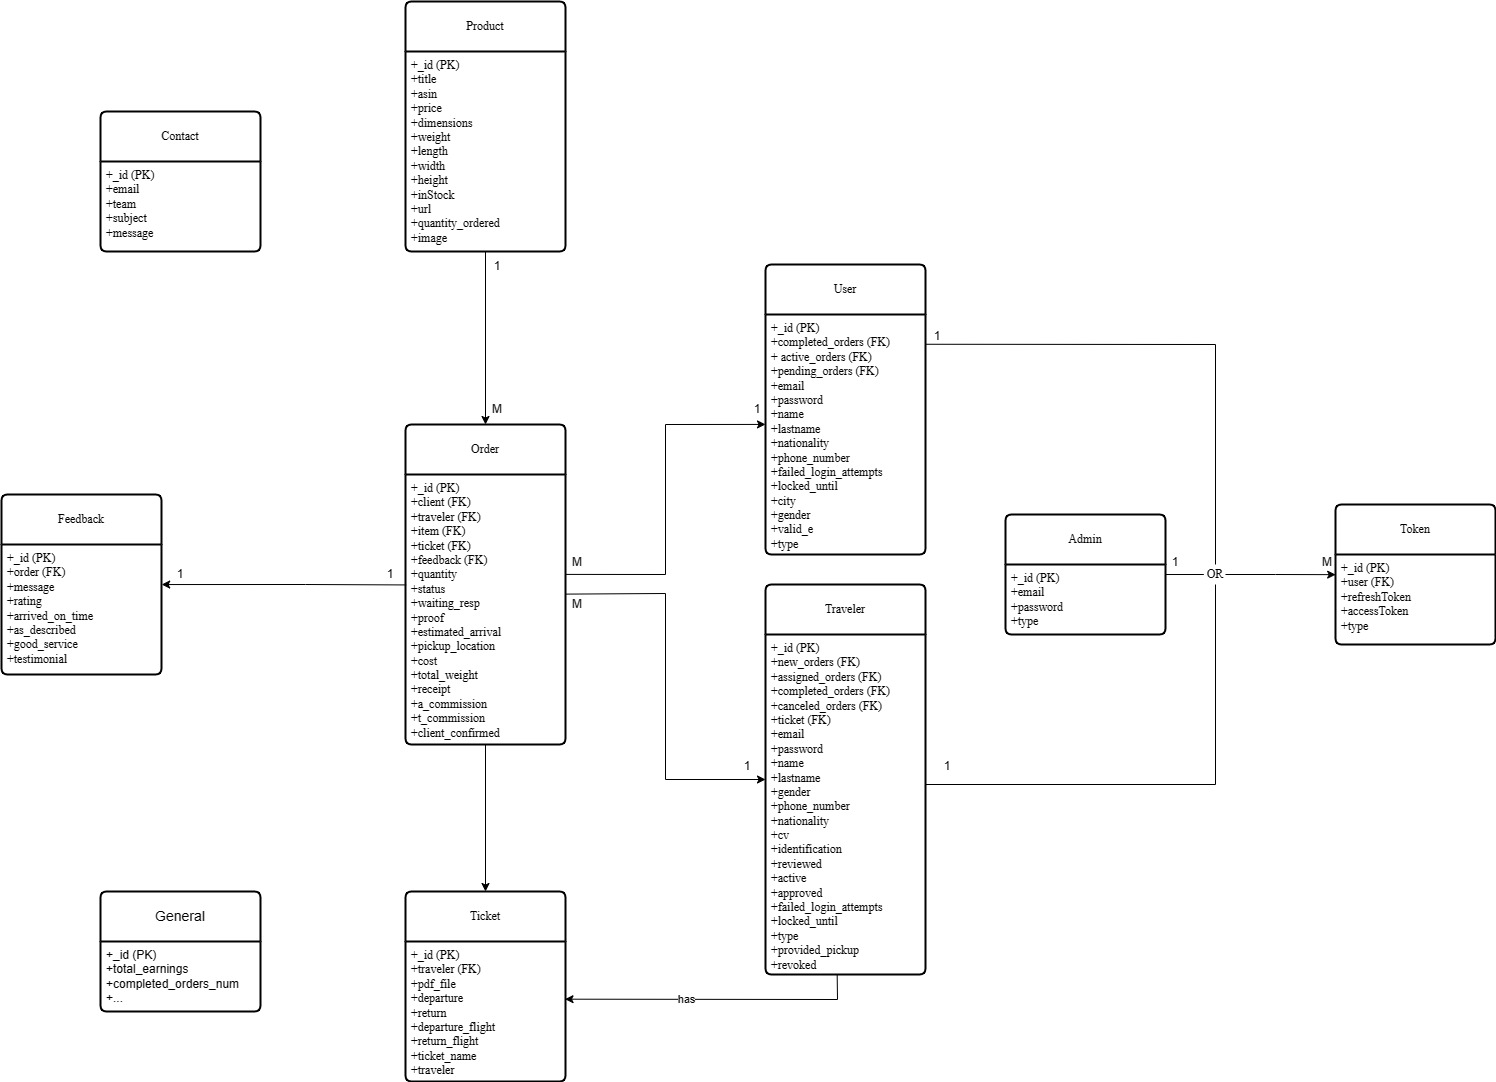 Product
+_id (PK)
+title
+asin
+price
+dimensions
+weight
+length
+width
+height
+inStock
+url
+quantity_ordered
+image
1
M
Contact
+_id (PK)
+email
+team
+subject
+message
User
+_id (PK)
+completed_orders (FK)
+ active_orders (FK)
+pending_orders (FK)
+email
+password
+name
+lastname
+nationality
+phone_number
+failed_login_attempts
+locked_until
+city
+gender
+valid_e
+type
1
1
Order
+_id (PK)
+client (FK)
+traveler (FK)
+item (FK)
+ticket (FK)
+feedback (FK)
+quantity
+status
+waiting_resp
+proof
+estimated_arrival
+pickup_location
+cost
+total_weight
+receipt
+a_commission
+t_commission
+client_confirmed
M
M
1
1
Feedback
+_id (PK)
+order (FK)
+message
+rating
+arrived_on_time
+as_described
+good_service
+testimonial
Admin
+_id (PK)
+email
+password
+type
1
OR
M
Token
+_id (PK)
+user (FK)
+refreshToken
+accessToken
+type
Traveler
+_id (PK)
+new_orders (FK)
+assigned_orders (FK)
+completed_orders (FK)
+canceled_orders (FK)
+ticket (FK)
+email
+password
+name
+lastname
+gender
+phone_number
+nationality
+cv
+identification
+reviewed
+active
+approved
+failed_login_attempts
+locked_until
+type
+provided_pickup
+revoked
1
1
General
+_id (PK)
+total_earnings
+completed_orders_num
+...
Ticket
+_id (PK)
+traveler (FK)
+pdf_file
+departure
+return
+departure_flight
+return_flight
+ticket_name
+traveler
has